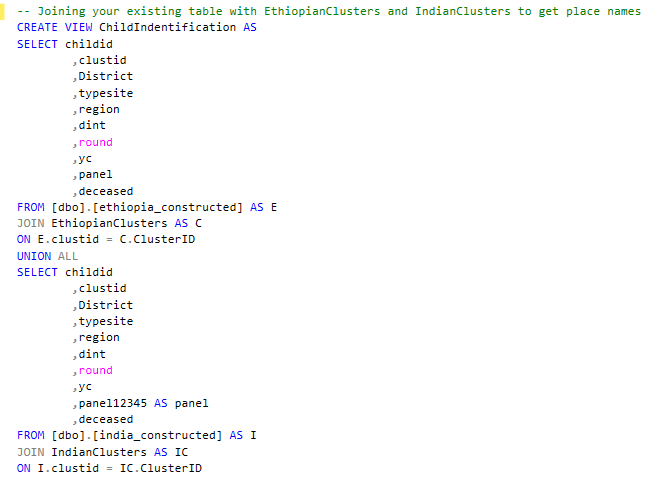 -- Joining your existing table with EthiopianClusters and IndianClusters to get place names
CREATE VIEW ChildIndentification AS
SELECT childid
,clustid
,District
,typesite
,region
,dint
,round
,yc
,panel
,deceased
FROM [dbo].[ethiopia_constructed] AS E
JOIN EthiopianClusters AS C
ON E.clustid = C.ClusterID
UNION ALL
SELECT childid
,clustid
,District
,typesite
,region
,dint
,round
,yc
,panel12345 AS panel
,deceased
FROM [dbo].[india_constructed] AS I
JOIN IndianClusters AS IC
ON I.clustid = IC.ClusterID